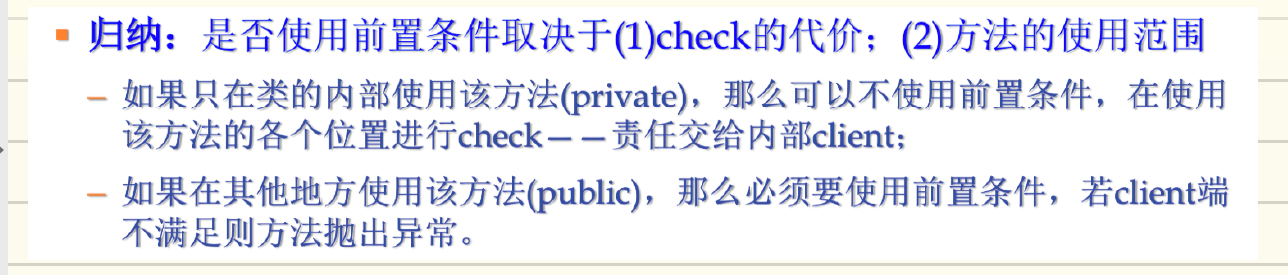 ▪ 归纳：是否使用前置条件取决于(1)check的代价；(2)方法的使用范围
– 如果只在类的内部使用该方法(private)，那么可以不使用前置条件，在使用
该方法的各个位置进行check——责任交给内部client;
– 如果在其他地方使用该方法(public)，那么必须要使用前置条件，若client端
不满足则方法抛出异常。